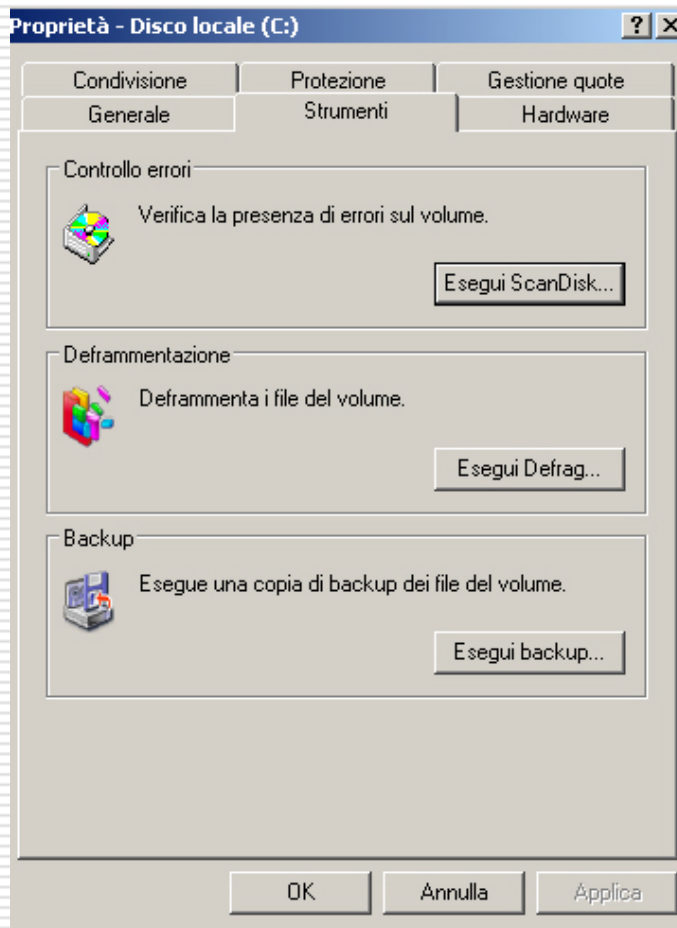 Proprietà - Disco locale (C:)
Condivisione
Protezione
Gestione quote
Generale
Strumenti
Hardware
Controllo errori
Verifica la presenza di errori sul volume.
Esegui ScanDisk...
Deframmentazione
Deframmenta i file del volume.
Esegui Defrag...
Backup
Esegue una copia di backup dei file del volume.
Esegui backup...
OK
Annulla
Applica